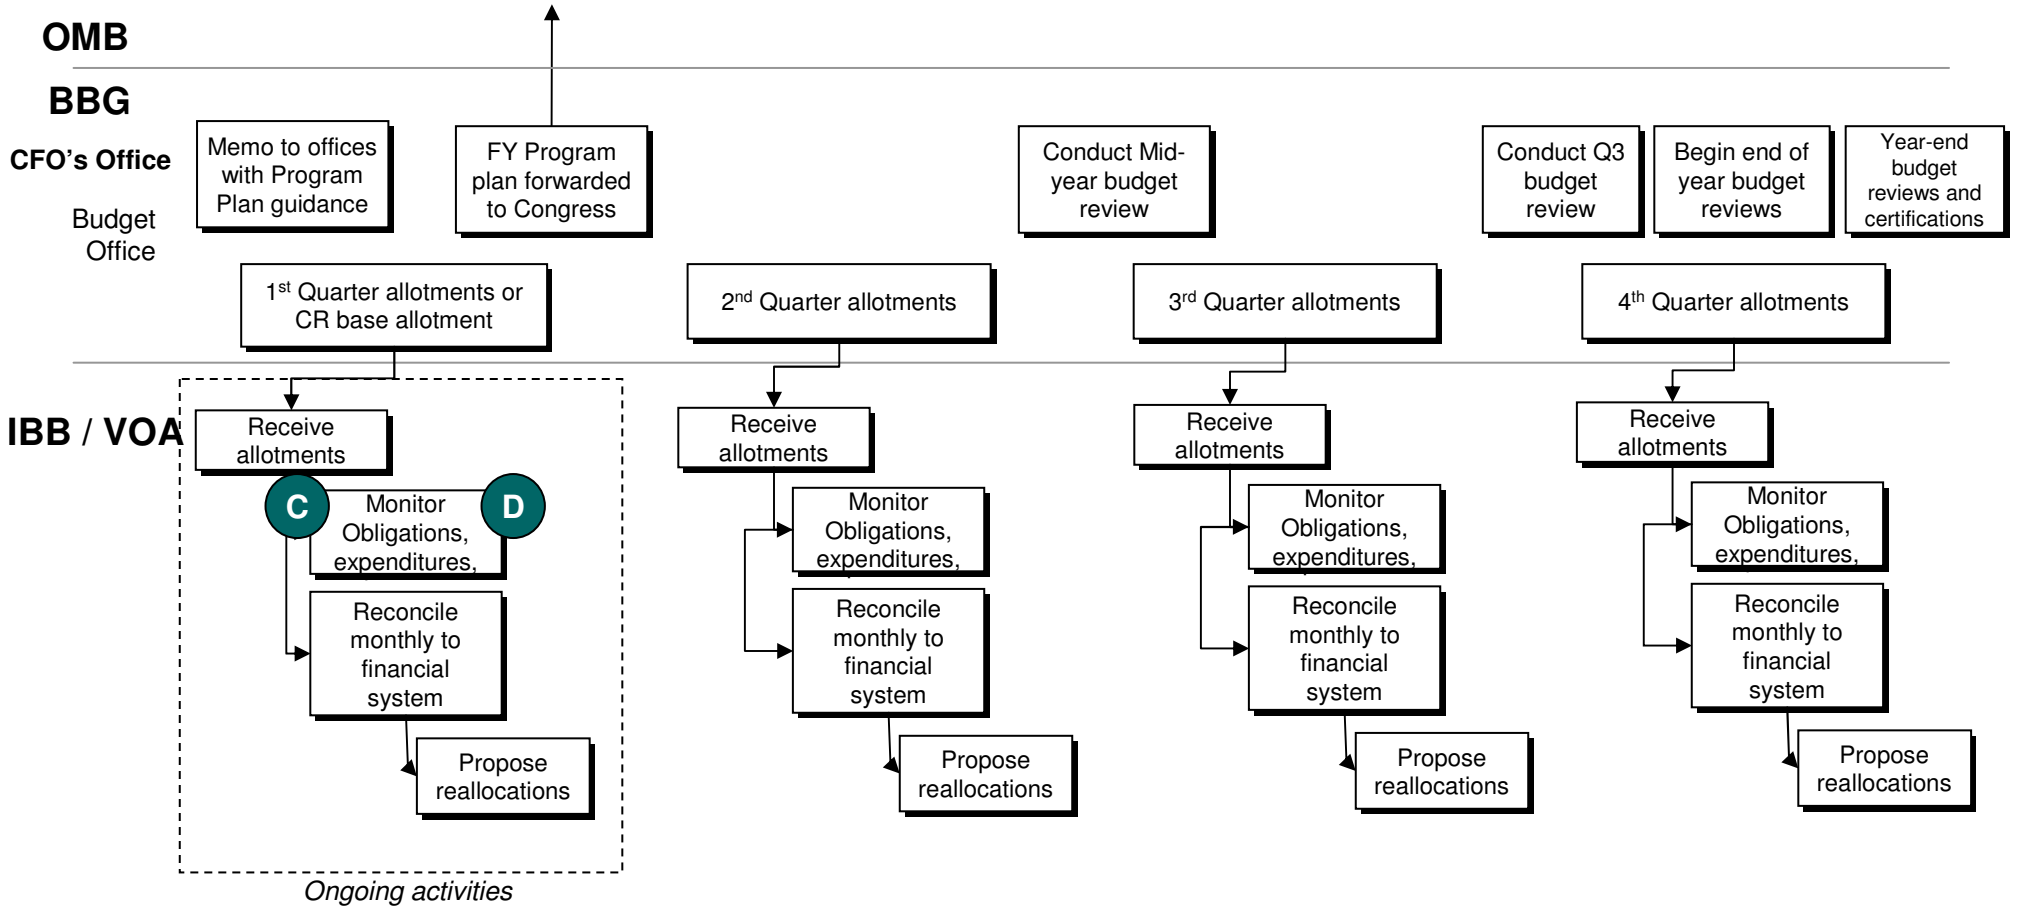 OMB
BBG
CFO's Office
Budget
Office
Memo to offices
with Program
Plan guidance
FY Program
plan forwarded
to Congress
Conduct Mid-
year budget
review
Conduct Q3
budget
review
Begin end of
year budget
reviews
Year-end
budget
reviews and
certifications
1st Quarter allotments or
CR base allotment
2nd Quarter allotments
3rd Quarter allotments
4th Quarter allotments
IBB / VOA
Receive
allotments
C
D
Monitor
Obligations,
expenditures,
Reconcile
monthly to
financial
system
Propose
reallocations
Ongoing activities
Receive
allotments
Monitor
Obligations,
expenditures,
Reconcile
monthly to
financial
system
Propose
reallocations
Receive
allotments
Monitor
Obligations,
expenditures,
Reconcile
monthly to
financial
system
Propose
reallocations
Receive
allotments
Monitor
Obligations,
expenditures,
Reconcile
monthly to
financial
system
Propose
reallocations